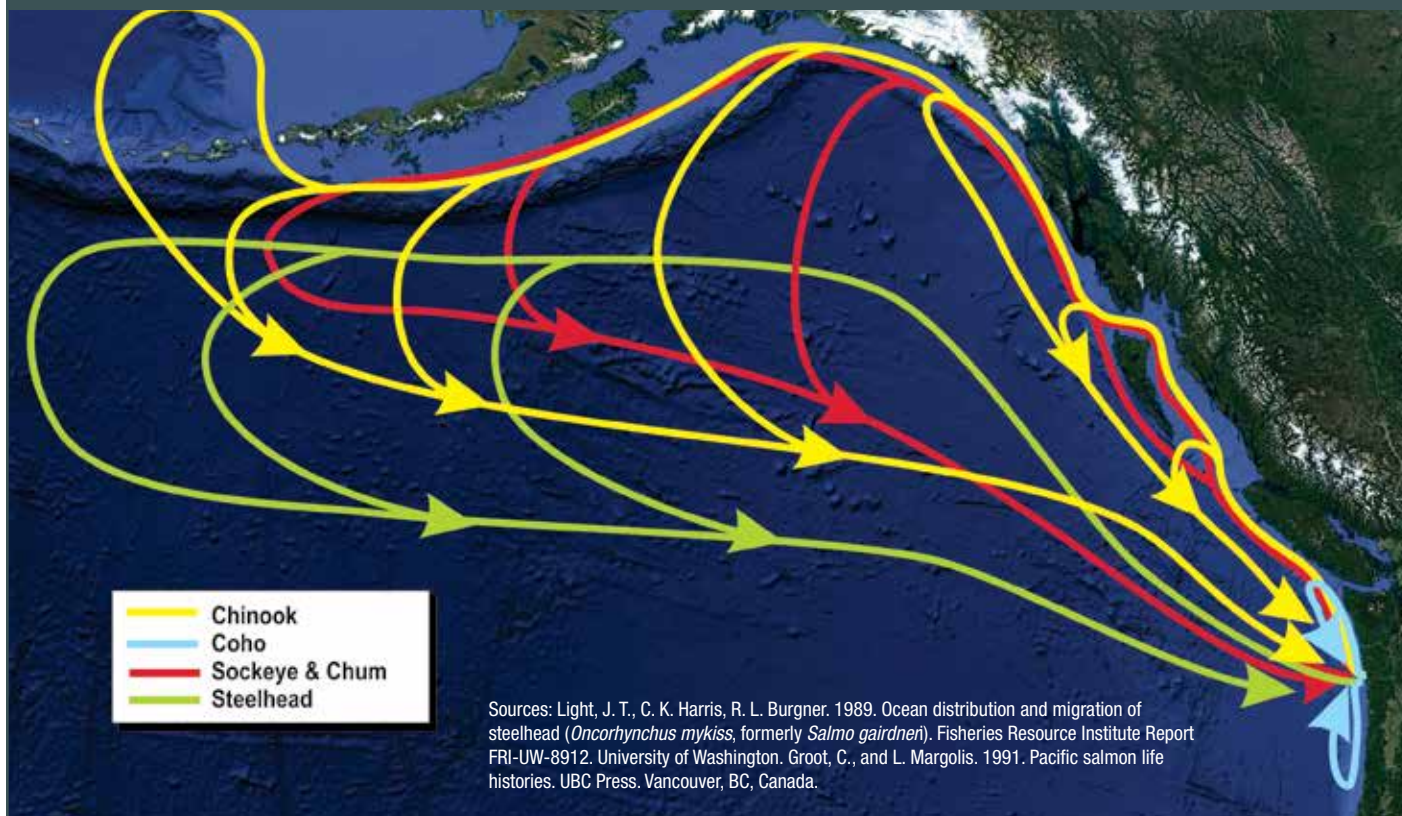 Chinook
Coho
Sockeye & Chum
Steelhead
Sources: Light, J. T., C. K. Harris, R. L. Burgner. 1989. Ocean distribution and migration of
steelhead (Oncorhynchus mykiss, formerly Salmo gairdneri). Fisheries Resource Institute Report
FRI-UW-8912. University of Washington. Groot, C., and L. Margolis. 1991. Pacific salmon life
histories. UBC Press. Vancouver, BC, Canada.